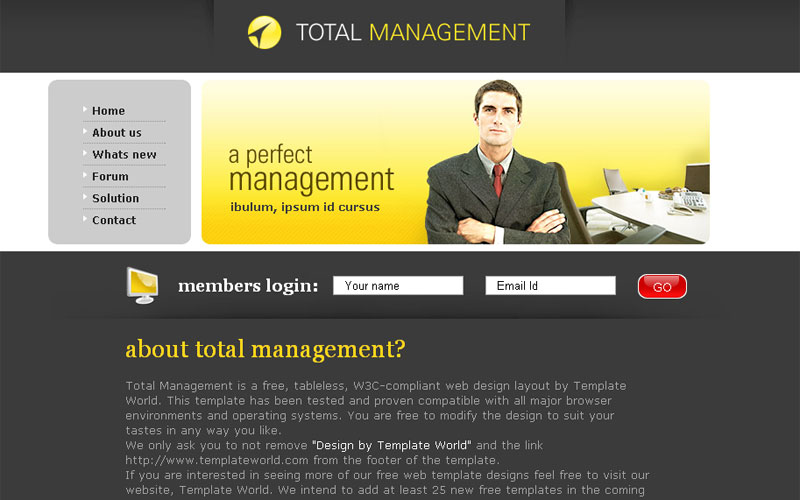 TOTAL MANAGEMENT
Home
About us
Whats new
Forum
Solution
Contact
a perfect
management
ibulum, ipsum id cursus
members login:
Your name
Email Id
GO
about total management?
Total Management is a free, tableless, W3C-compliant web design layout by Template
World. This template has been tested and proven compatible with all major browser
environments and operating systems. You are free to modify the design to suit your
tastes in any way you like.
We only ask you to not remove "Design by Template World" and the link
http://www.templateworld.com from the footer of the template.
If you are interested in seeing more of our free web template designs feel free to visit our
website, Template World. We intend to add at least 25 new free templates in the coming